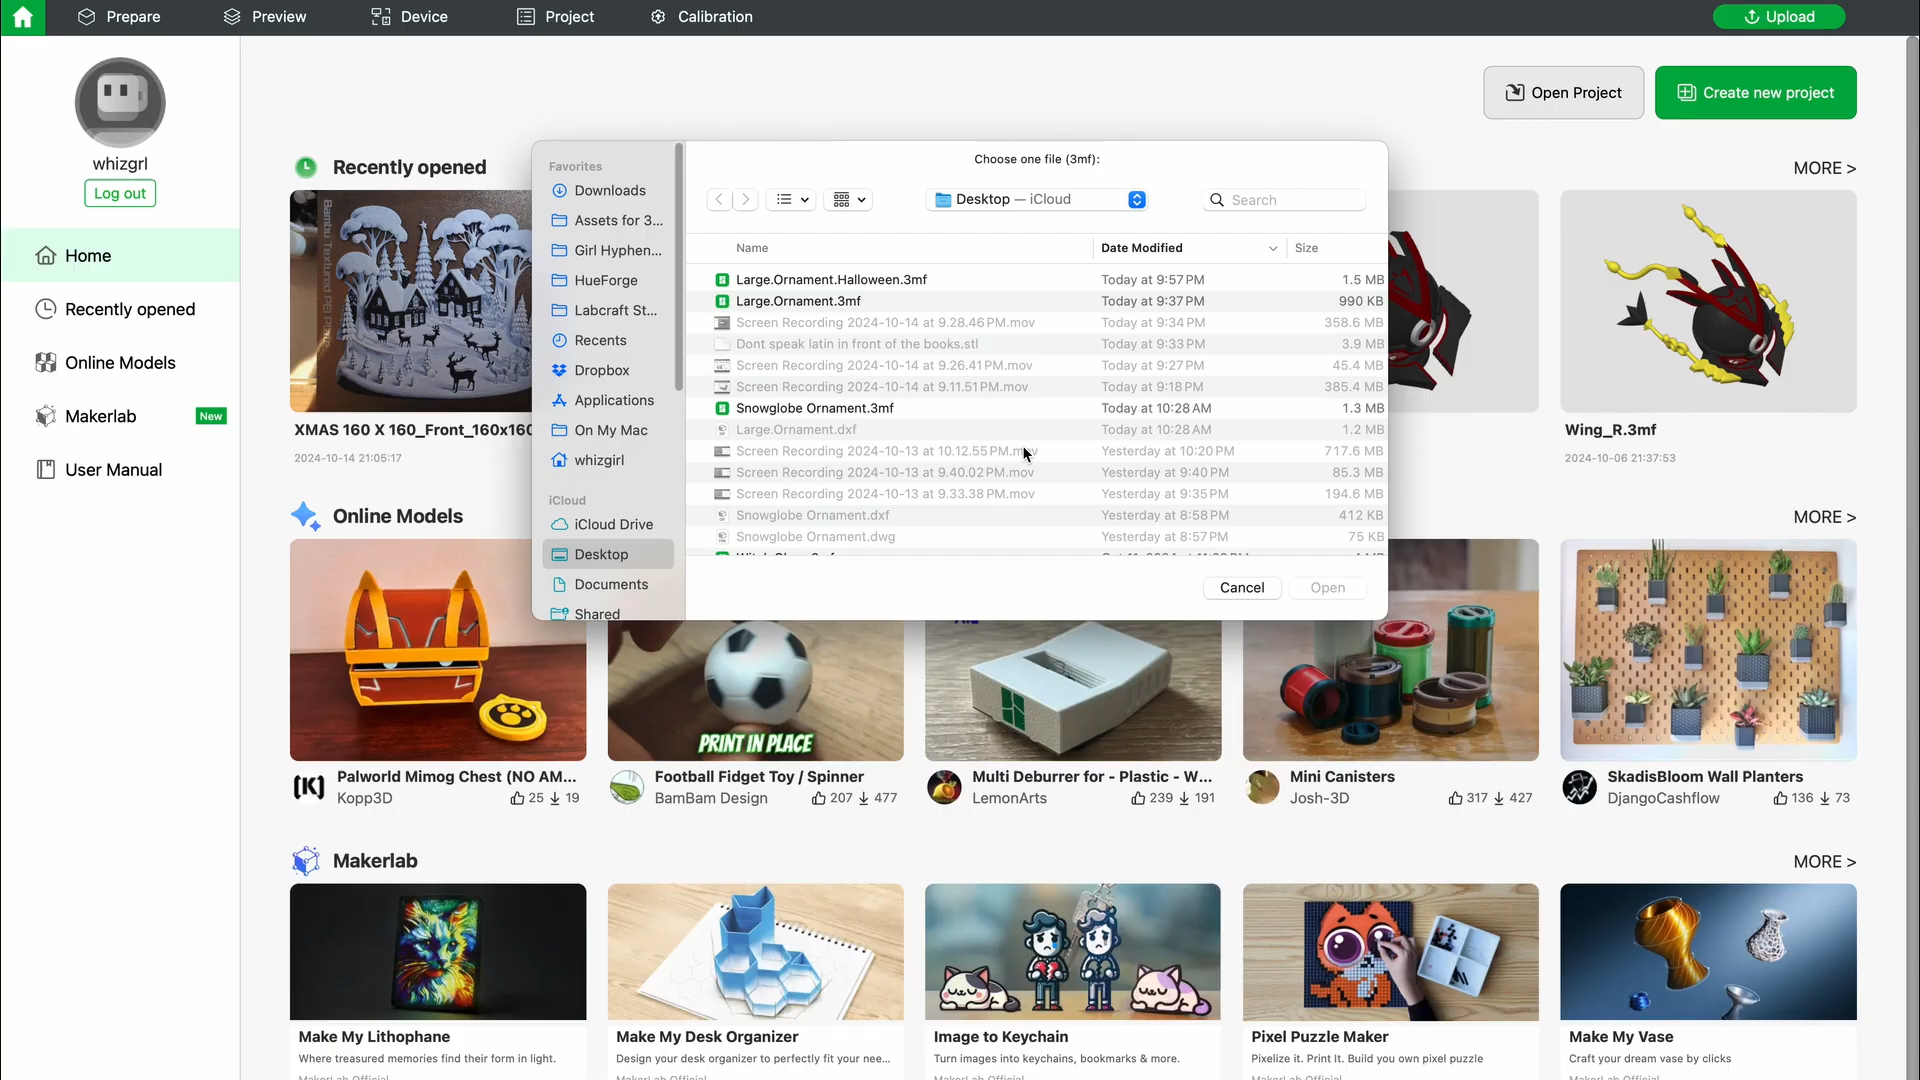 Prepare
Preview
Device
Project
Calibration
Upload
whizgrl
Log out
Home
Recently opened
Online Models
Makerlab
New
User Manual
Open Project
Create new project
Recently opened
MORE >
Bambu Textured PEI Pl
XMAS 160 X 160_Front_160x160
2024-10-14 21:05:17
Wing_R.3mf
2024-10-06 21:37:53
Favorites
Downloads
Assets for 3...
Girl Hyphen...
HueForge
Labcraft St...
Recents
Dropbox
Applications
On My Mac
whizgirl
iCloud
iCloud Drive
Desktop
Documents
Shared
Choose one file (3mf):
Desktop — iCloud
Search
Name Date Modified Size
Large.Ornament.Halloween.3mf Today at 9:57 PM 1.5 MB
Large.Ornament.3mf Today at 9:37 PM 990 KB
Screen Recording 2024-10-14 at 9.28.46 PM.mov Today at 9:34 PM 358.6 MB
Dont speak latin in front of the books.stl Today at 9:33 PM 3.9 MB
Screen Recording 2024-10-14 at 9.26.41 PM.mov Today at 9:27 PM 45.4 MB
Screen Recording 2024-10-14 at 9.11.51 PM.mov Today at 9:18 PM 385.4 MB
Snowglobe Ornament.3mf Today at 10:28 AM 1.3 MB
Large.Ornament.dxf Today at 10:28 AM 1.2 MB
Screen Recording 2024-10-13 at 10.12.55 PM.mov Yesterday at 10:20 PM 717.6 MB
Screen Recording 2024-10-13 at 9.40.02 PM.mov Yesterday at 9:40 PM 85.3 MB
Screen Recording 2024-10-13 at 9.33.38 PM.mov Yesterday at 9:35 PM 194.6 MB
Snowglobe Ornament.dxf Yesterday at 8:58 PM 412 KB
Snowglobe Ornament.dwg Yesterday at 8:57 PM 75 KB
Cancel
Open
Online Models
MORE >
PRINT IN PLACE
[K]
Palworld Mimog Chest (NO AM...
Kopp3D 25 19
Football Fidget Toy / Spinner
BamBam Design 207 477
Multi Deburrer for - Plastic - W...
LemonArts 239 191
Mini Canisters
Josh-3D 317 427
SkadisBloom Wall Planters
DjangoCashflow 136 73
Makerlab
MORE >
Make My Lithophane
Where treasured memories find their form in light.
MakerLab Official
Make My Desk Organizer
Design your desk organizer to perfectly fit your nee...
MakerLab Official
Image to Keychain
Turn images into keychains, bookmarks & more.
MakerLab Official
Pixel Puzzle Maker
Pixelize it. Print It. Build you own pixel puzzle
MakerLab Official
Make My Vase
Craft your dream vase by clicks
MakerLab Official